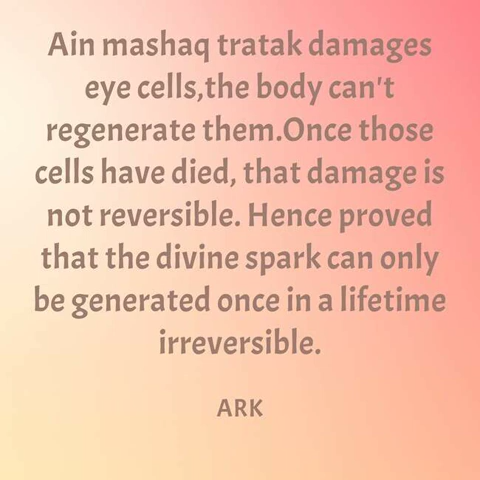 Ain mashaq tratak damages
eye cells,the body can't
regenerate them.Once those
cells have died, that damage is
not reversible. Hence proved
that the divine spark can only
be generated once in a lifetime
irreversible.
ARK